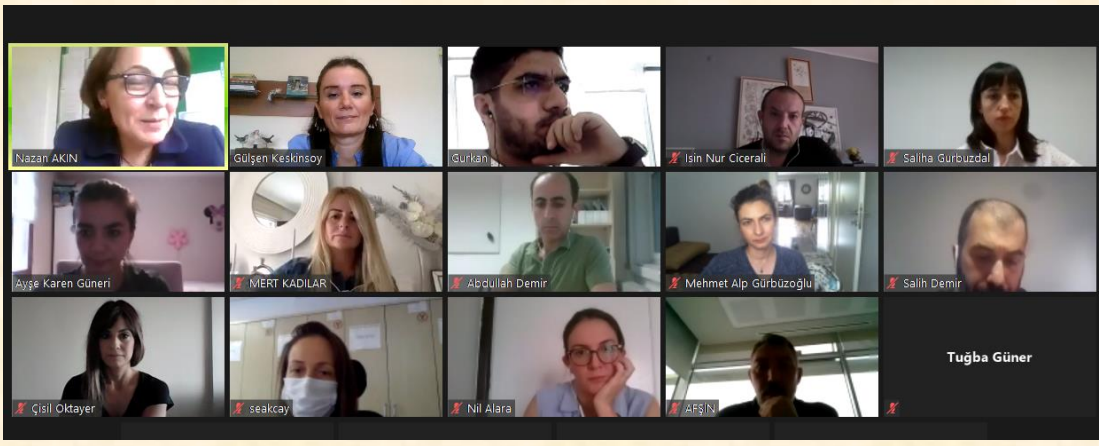 Nazan AKIN
Gülşen Keskinsoy
Gurkan
Isin Nur Cicerali
Saliha Gurbuzdal
Ayşe Karen Güneri
MERT KADILAR
Abdullah Demir
Mehmet Alp Gürbüzoğlu
Salih Demir
Çisil Oktayer
seakcay
Nil Alara
AFŞİN
Tuğba Güner